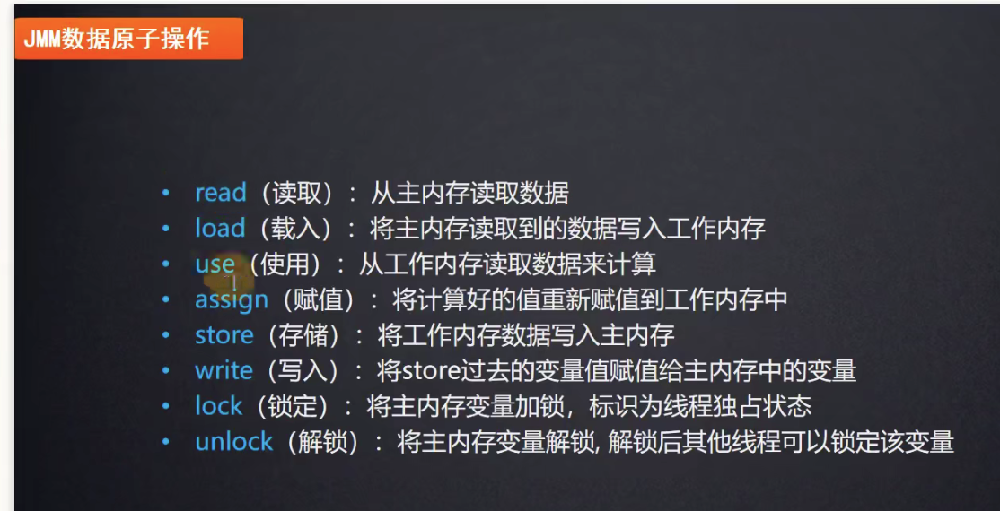 JMM数据原子操作
• read（读取）：从主内存读取数据
• load（载入）：将主内存读取到的数据写入工作内存
• use（使用）：从工作内存读取数据来计算
• assign（赋值）：将计算好的值重新赋值到工作内存中
• store（存储）：将工作内存数据写入主内存
• write（写入）：将store过去的变量值赋值给主内存中的变量
• lock（锁定）：将主内存变量加锁，标识为线程独占状态
• unlock（解锁）：将主内存变量解锁, 解锁后其他线程可以锁定该变量